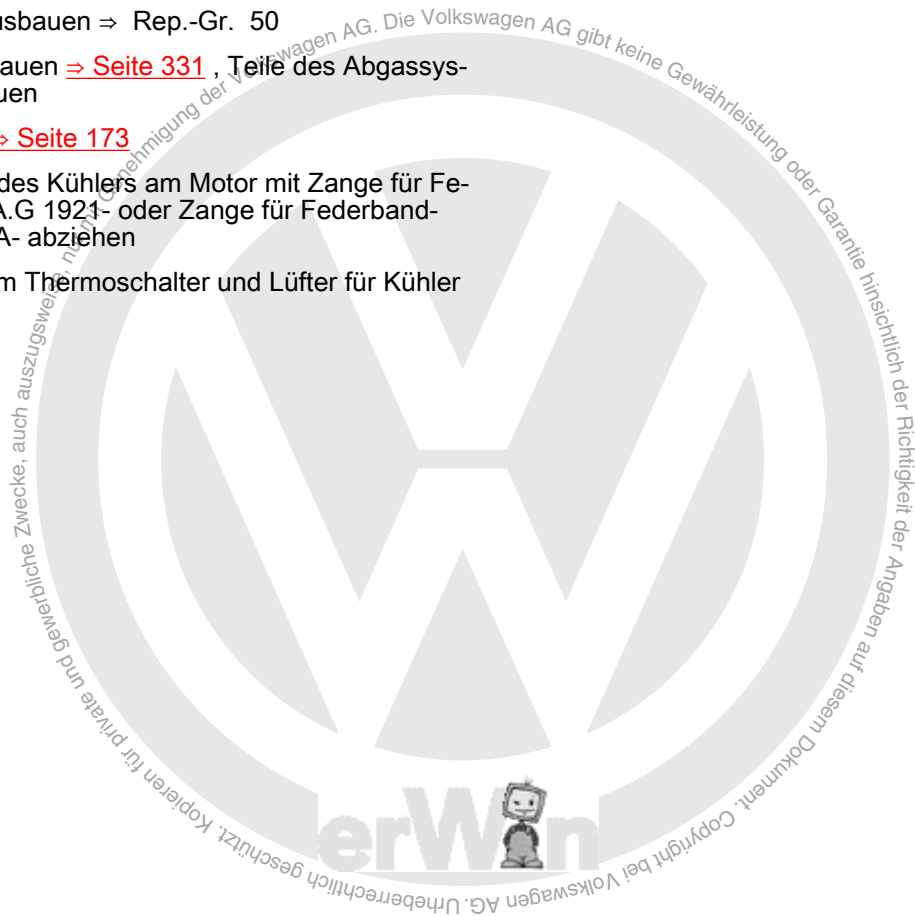 usbauen ⇒ Rep.-Gr. 50
auen ⇒ Seite 331 , Teile des Abgassys-
uen
⇒ Seite 173
des Kühlers am Motor mit Zange für Fe-
A.G 1921- oder Zange für Federband-
A- abziehen
m Thermoschalter und Lüfter für Kühler
Urheberrechtlich geschützt. Kopieren für private und gewerbliche Zwecke, auch auszugsweise, nur mit Genehmigung der Volkswagen AG. Die Volkswagen AG gibt keine Gewährleistung oder Garantie hinsichtlich der Richtigkeit der Angaben auf diesem Dokument. Copyright bei Volkswagen AG.
erWin